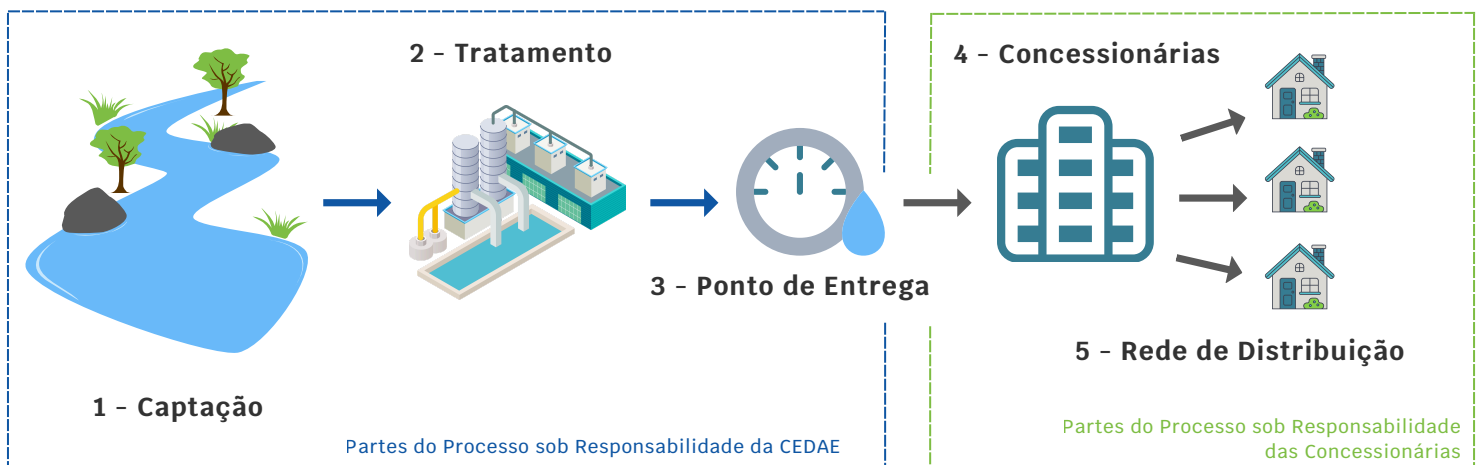 2 - Tratamento
4 - Concessionárias
3 - Ponto de Entrega
5 - Rede de Distribuição
1 - Captação
Partes do Processo sob Responsabilidade da CEDAE
Partes do Processo sob Responsabilidade
das Concessionárias